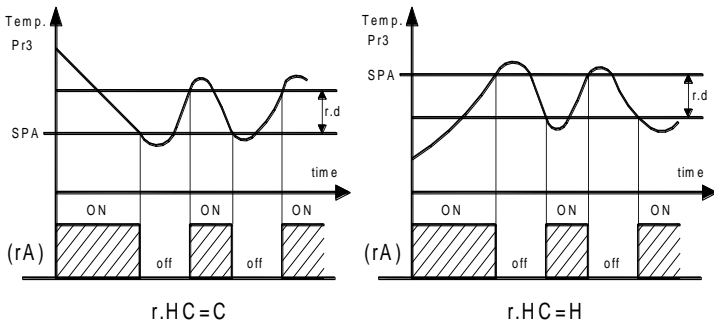 Temp.
Pr3
r.d
SPA
time
ON ON ON
(rA)
off off
r.HC=C
Temp.
Pr3
SPA
r.d
time
ON ON ON
(rA)
off off
r.HC=H